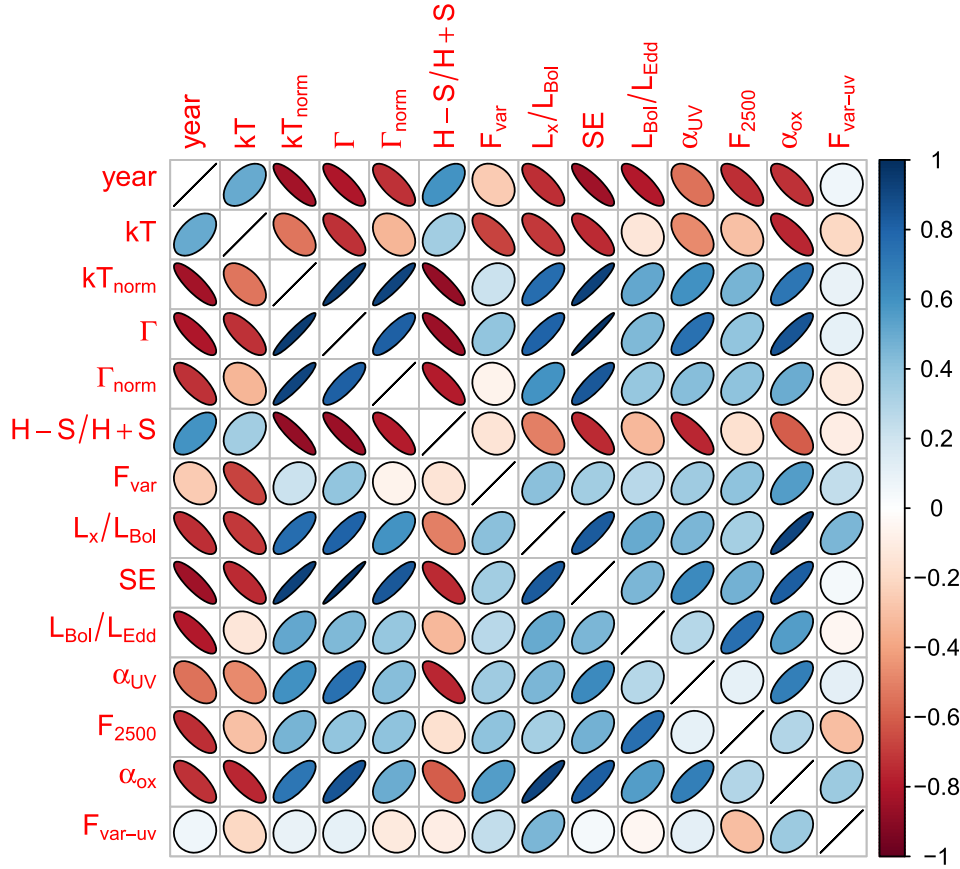 year kT kT_norm Γ Γ_norm H−S/H+S F_var L_x/L_Bol SE L_Bol/L_Edd α_UV F_2500 α_ox F_var−uv
year
kT
kT_norm
Γ
Γ_norm
H−S/H+S
F_var
L_x/L_Bol
SE
L_Bol/L_Edd
α_UV
F_2500
α_ox
F_var−uv
1
0.8
0.6
0.4
0.2
0
−0.2
−0.4
−0.6
−0.8
−1